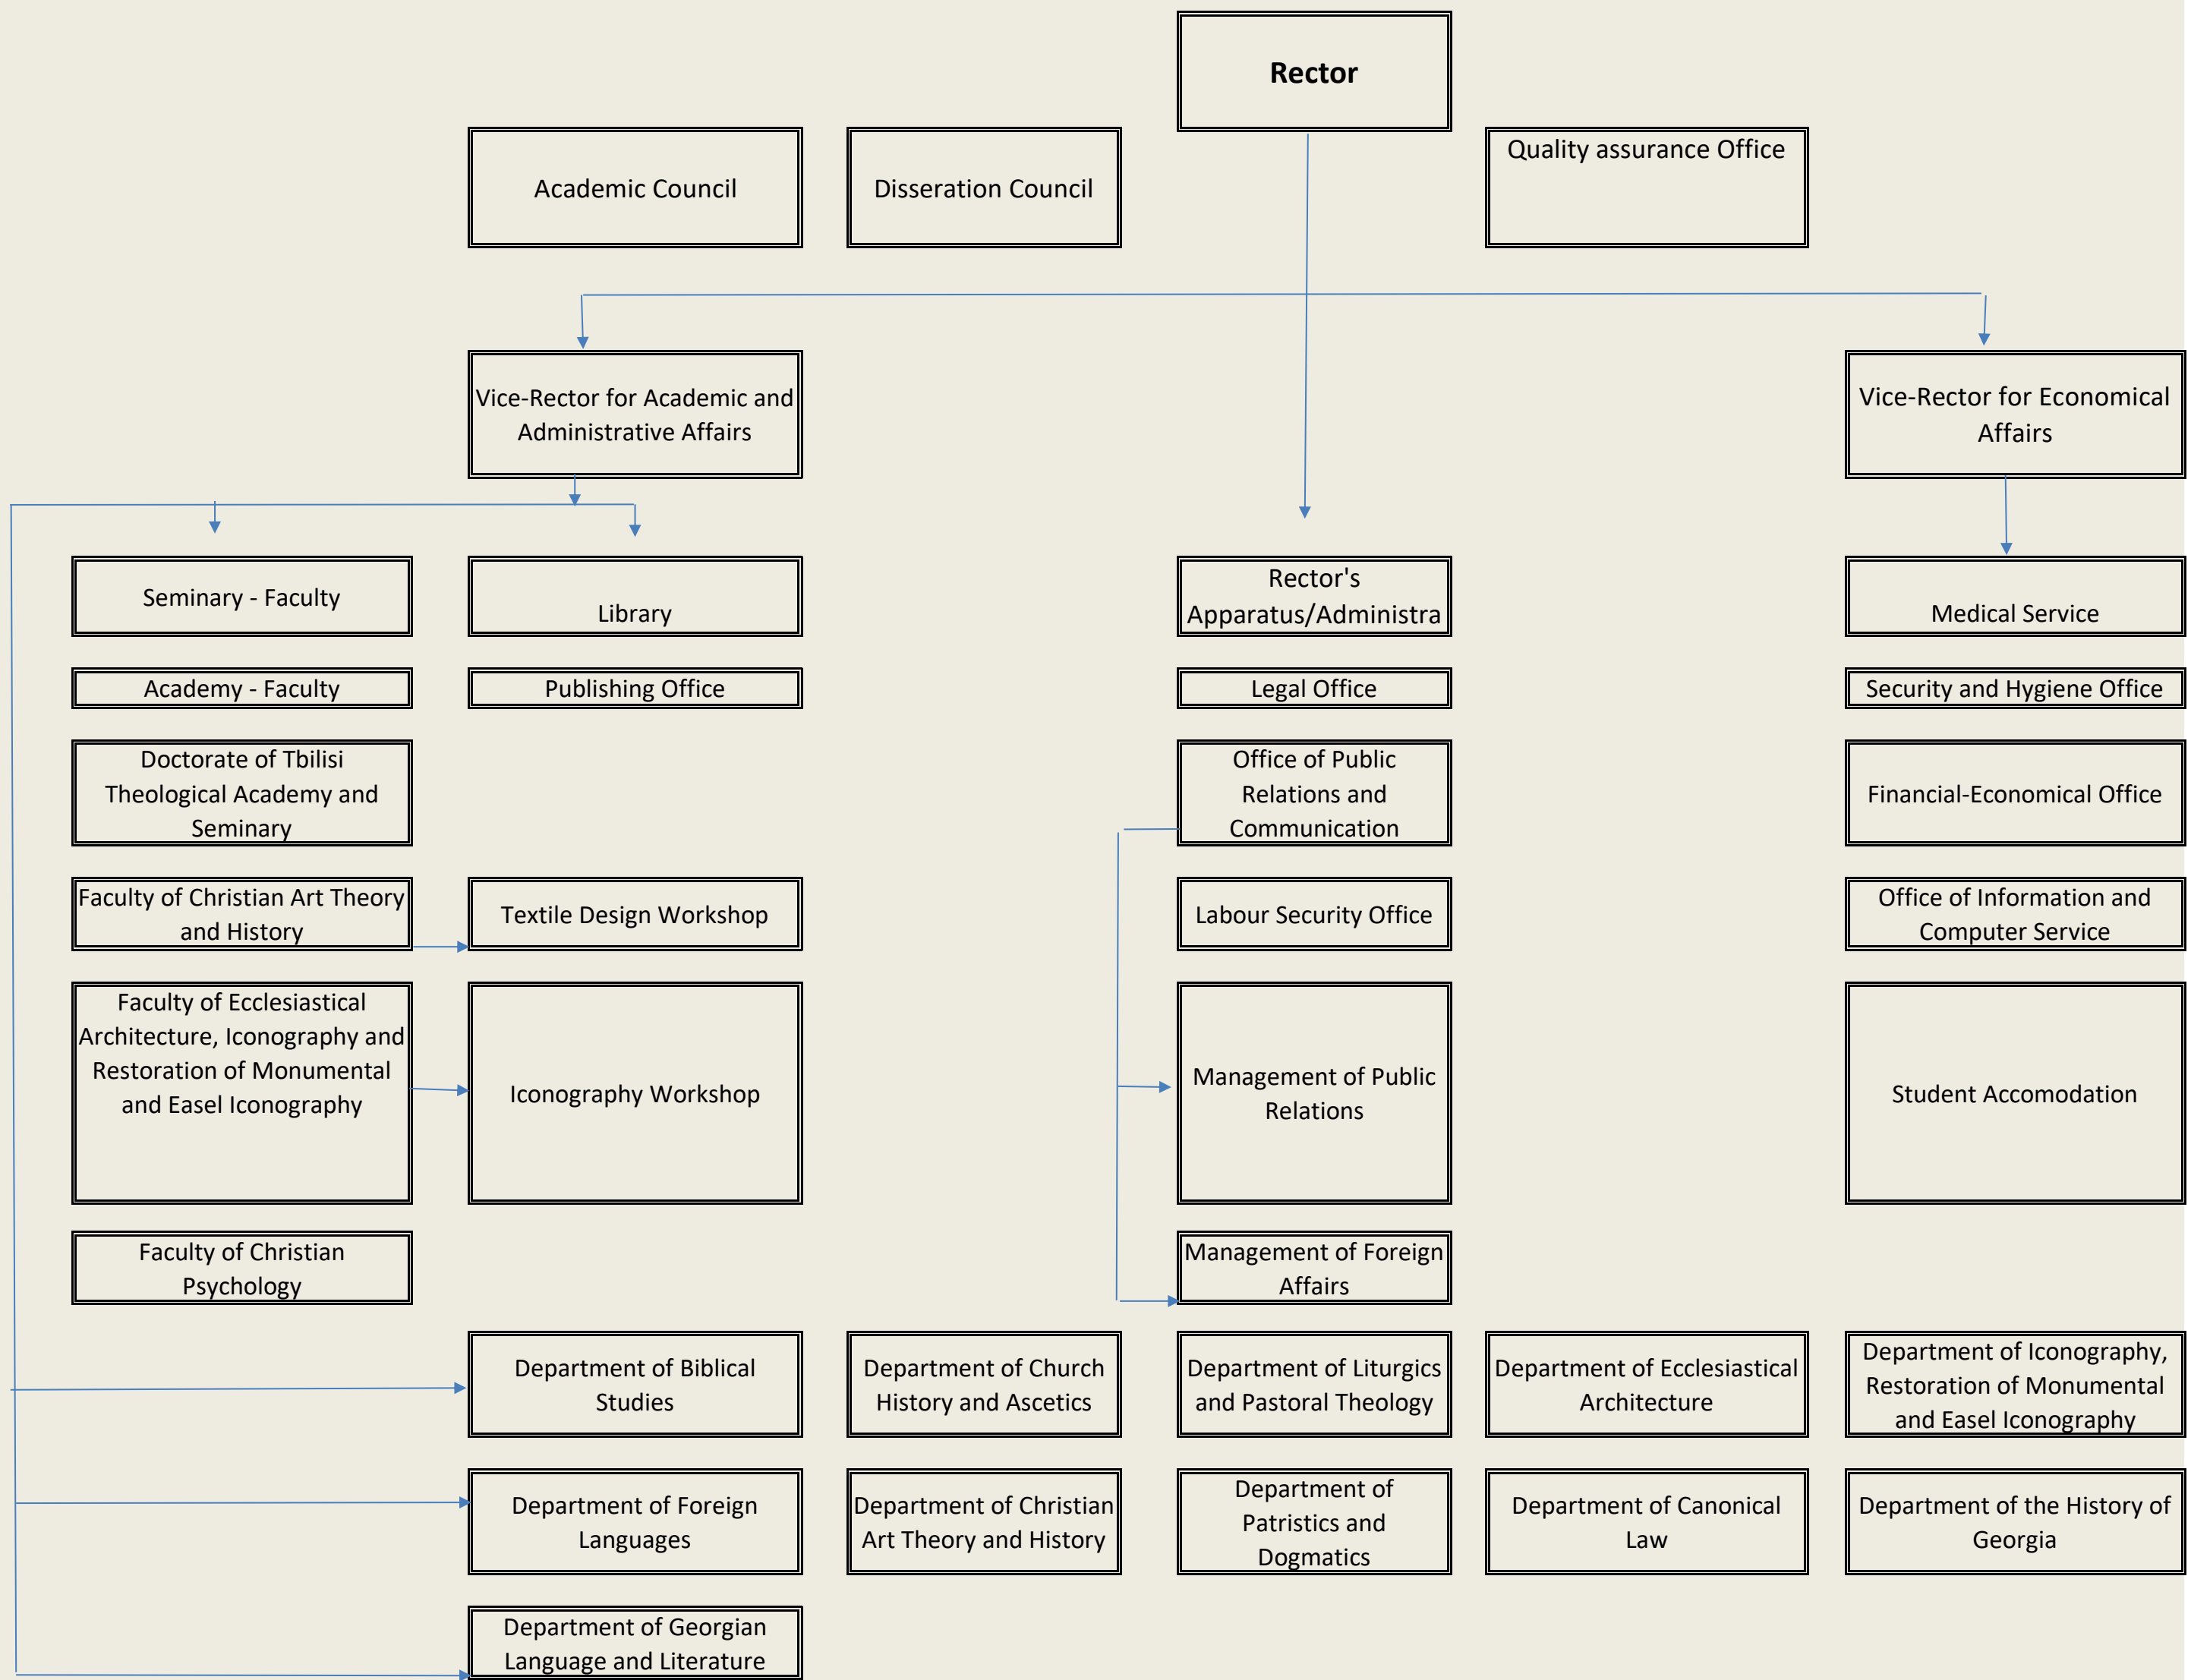 Rector
Academic Council
Disseration Council
Quality assurance Office
Vice-Rector for Academic and
Administrative Affairs
Vice-Rector for Economical
Affairs
Seminary - Faculty
Library
Rector's
Apparatus/Administra
Medical Service
Academy - Faculty
Publishing Office
Legal Office
Security and Hygiene Office
Doctorate of Tbilisi
Theological Academy and
Seminary
Office of Public
Relations and
Communication
Financial-Economical Office
Faculty of Christian Art Theory
and History
Textile Design Workshop
Labour Security Office
Office of Information and
Computer Service
Faculty of Ecclesiastical
Architecture, Iconography and
Restoration of Monumental
and Easel Iconography
Iconography Workshop
Management of Public
Relations
Student Accomodation
Faculty of Christian
Psychology
Management of Foreign
Affairs
Department of Biblical
Studies
Department of Church
History and Ascetics
Department of Liturgics
and Pastoral Theology
Department of Ecclesiastical
Architecture
Department of Iconography,
Restoration of Monumental
and Easel Iconography
Department of Foreign
Languages
Department of Christian
Art Theory and History
Department of
Patristics and
Dogmatics
Department of Canonical
Law
Department of the History of
Georgia
Department of Georgian
Language and Literature